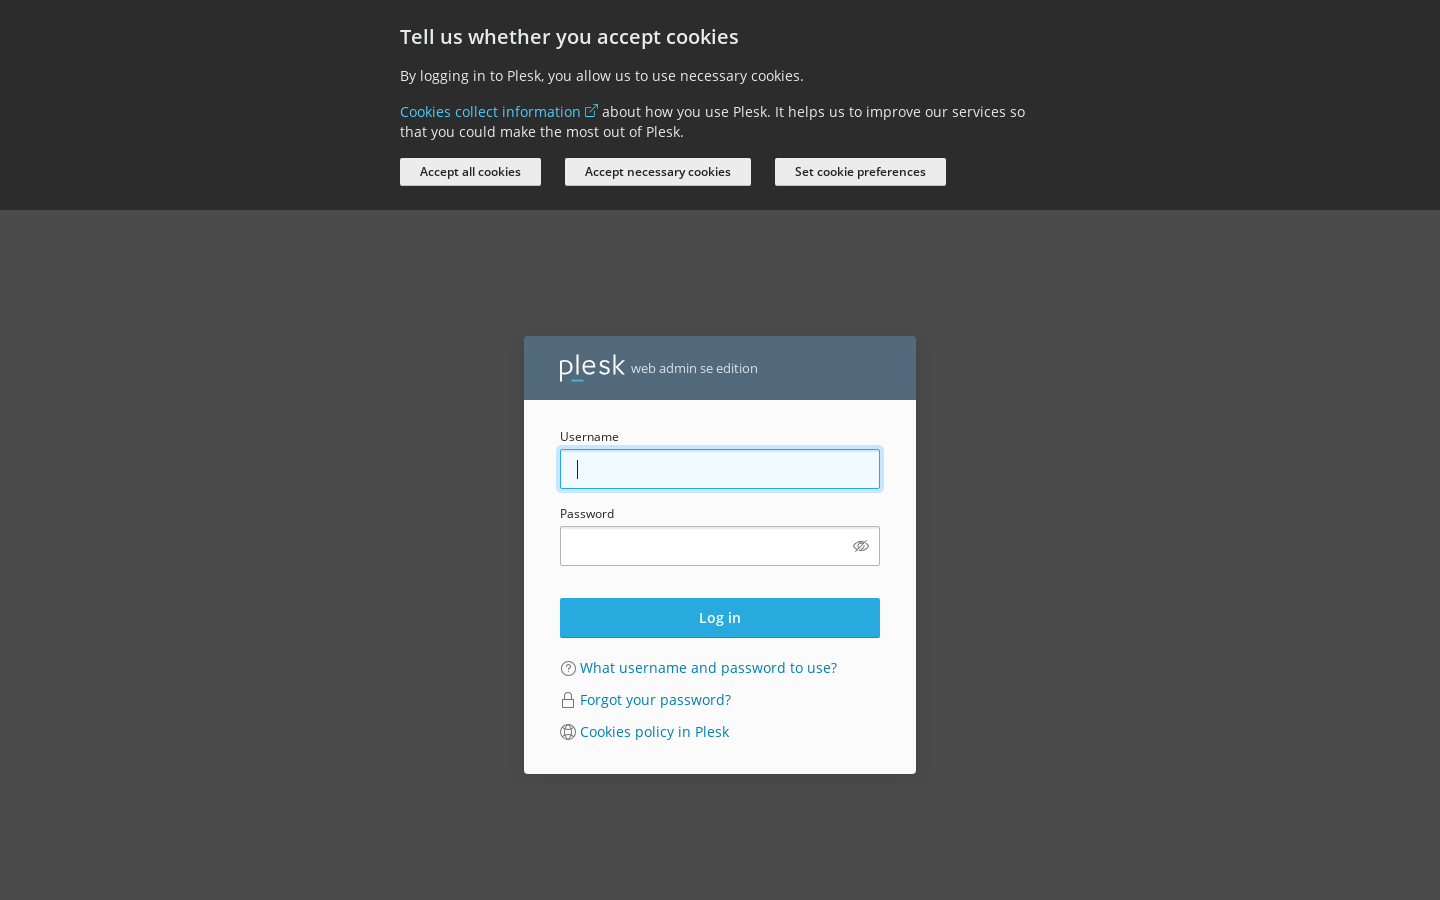 Tell us whether you accept cookies
By logging in to Plesk, you allow us to use necessary cookies.
Cookies collect information about how you use Plesk. It helps us to improve our services so
that you could make the most out of Plesk.
Accept all cookies
Accept necessary cookies
Set cookie preferences
plesk web admin se edition
Username
Password
Log in
What username and password to use?
Forgot your password?
Cookies policy in Plesk